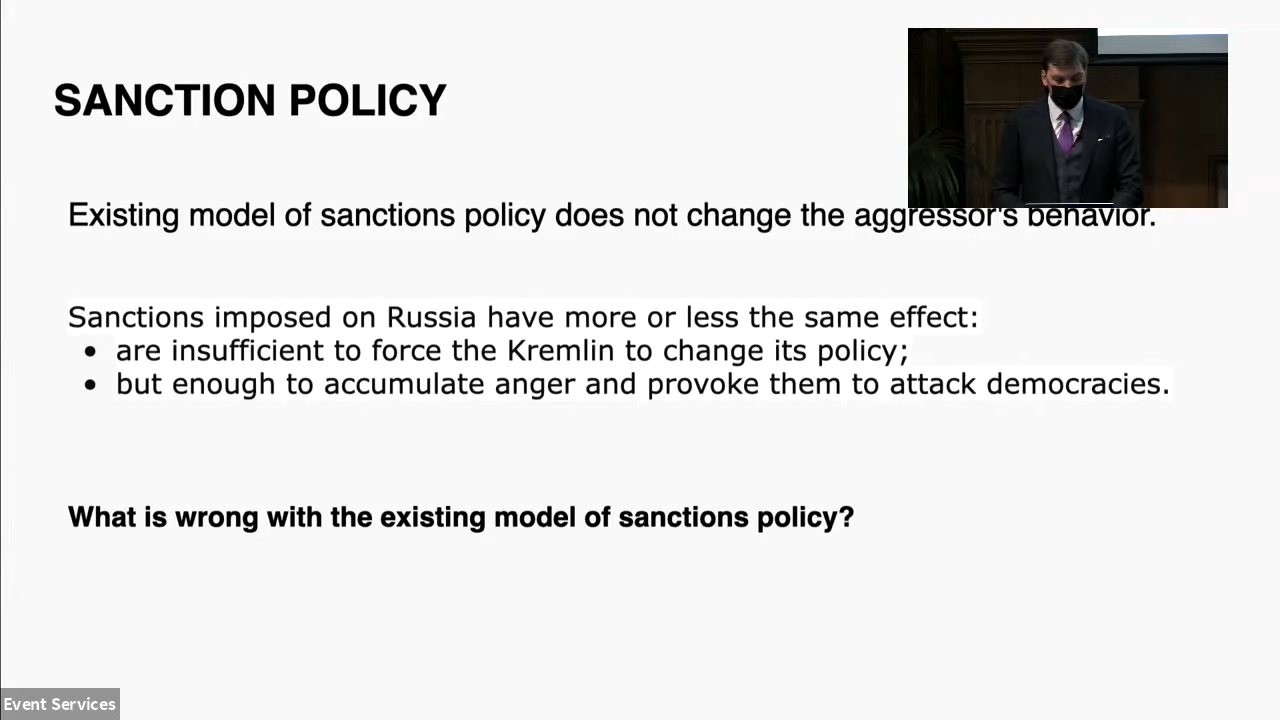 SANCTION POLICY
Existing model of sanctions policy does not change the aggressor's behavior.
Sanctions imposed on Russia have more or less the same effect:
• are insufficient to force the Kremlin to change its policy;
• but enough to accumulate anger and provoke them to attack democracies.
What is wrong with the existing model of sanctions policy?
Event Services